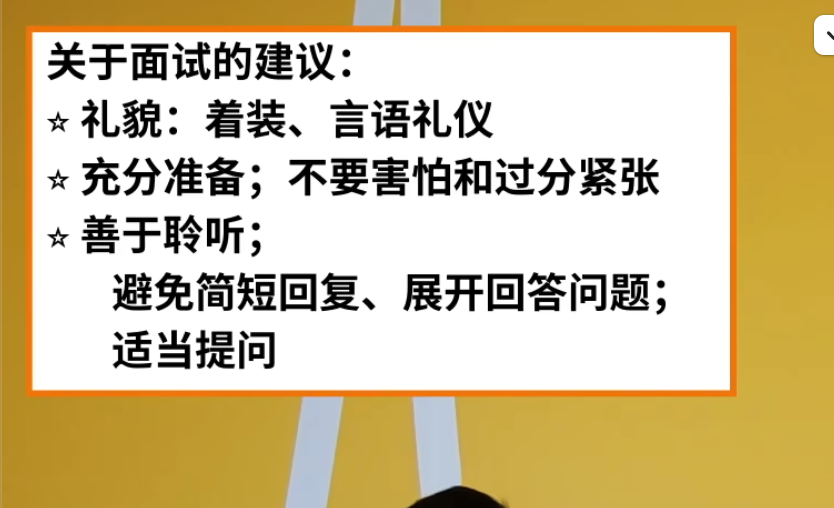 关于面试的建议：
☆ 礼貌：着装、言语礼仪
☆ 充分准备；不要害怕和过分紧张
☆ 善于聆听；
避免简短回复、展开回答问题；
适当提问